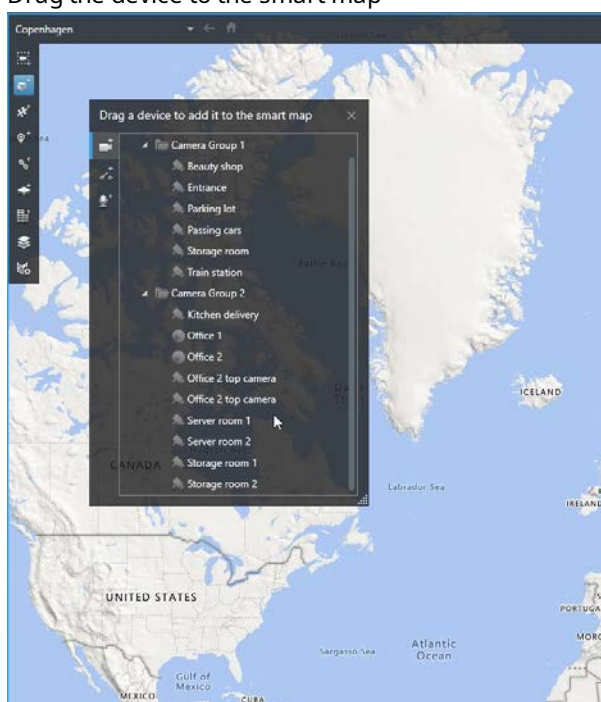 Drag the device to the smart map
Copenhagen
Drag a device to add it to the smart map
Camera Group 1
Beauty shop
Entrance
Parking lot
Passing cars
Storage room
Train station
Camera Group 2
Kitchen delivery
Office 1
Office 2
Office 2 top camera
Office 2 top camera
Server room 1
Server room 2
Storage room 1
Storage room 2
CANADA
ICELAND
Labrador Sea
UNITED STATES
Sargasso Sea
Atlantic
Ocean
Gulf of
Mexico
MEXICO
CUBA
IRELAND
PORTUGA
MORO